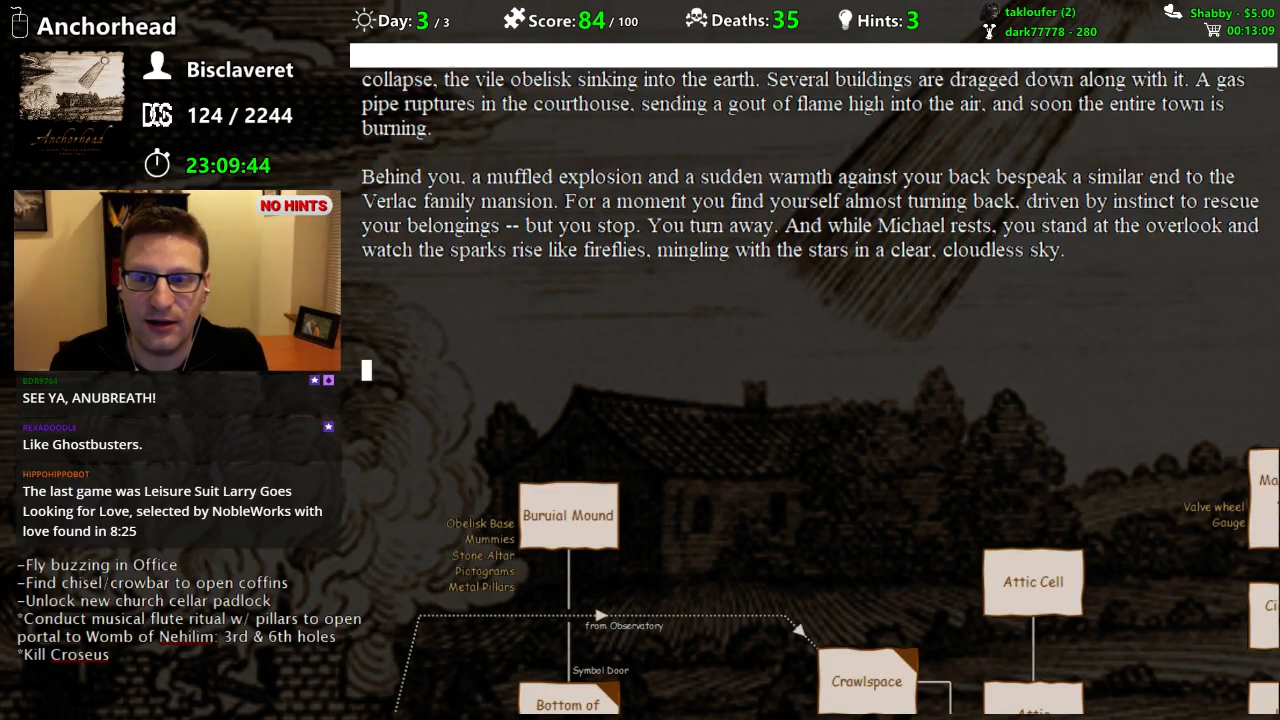 Anchorhead
Day: 3 / 3
Score: 84 / 100
Deaths: 35
Hints: 3
takloufer (2)
dark77778 - 280
Shabby - $5.00
00:13:09
Anchorhead
Bisclaveret
DCS 124 / 2244
23:09:44
NO HINTS
collapse, the vile obelisk sinking into the earth. Several buildings are dragged down along with it. A gas
pipe ruptures in the courthouse, sending a gout of flame high into the air, and soon the entire town is
burning.
Behind you, a muffled explosion and a sudden warmth against your back bespeak a similar end to the
Verlac family mansion. For a moment you find yourself almost turning back, driven by instinct to rescue
your belongings -- but you stop. You turn away. And while Michael rests, you stand at the overlook and
watch the sparks rise like fireflies, mingling with the stars in a clear, cloudless sky.
BDR9764
SEE YA, ANUBREATH!
REXADOODLE
Like Ghostbusters.
HIPPOHIPPOBOT
The last game was Leisure Suit Larry Goes
Looking for Love, selected by NobleWorks with
love found in 8:25
-Fly buzzing in Office
-Find chisel/crowbar to open coffins
-Unlock new church cellar padlock
*Conduct musical flute ritual w/ pillars to open
portal to Womb of Nehilim: 3rd & 6th holes
*Kill Croseus
Buruial Mound
Obelisk Base
Mummies
Stone Altar
Pictograms
Metal Pillars
from Observatory
Symbol Door
Bottom of
Crawlspace
Attic Cell
Attic
Valve wheel
Gauge
Ma
Ci